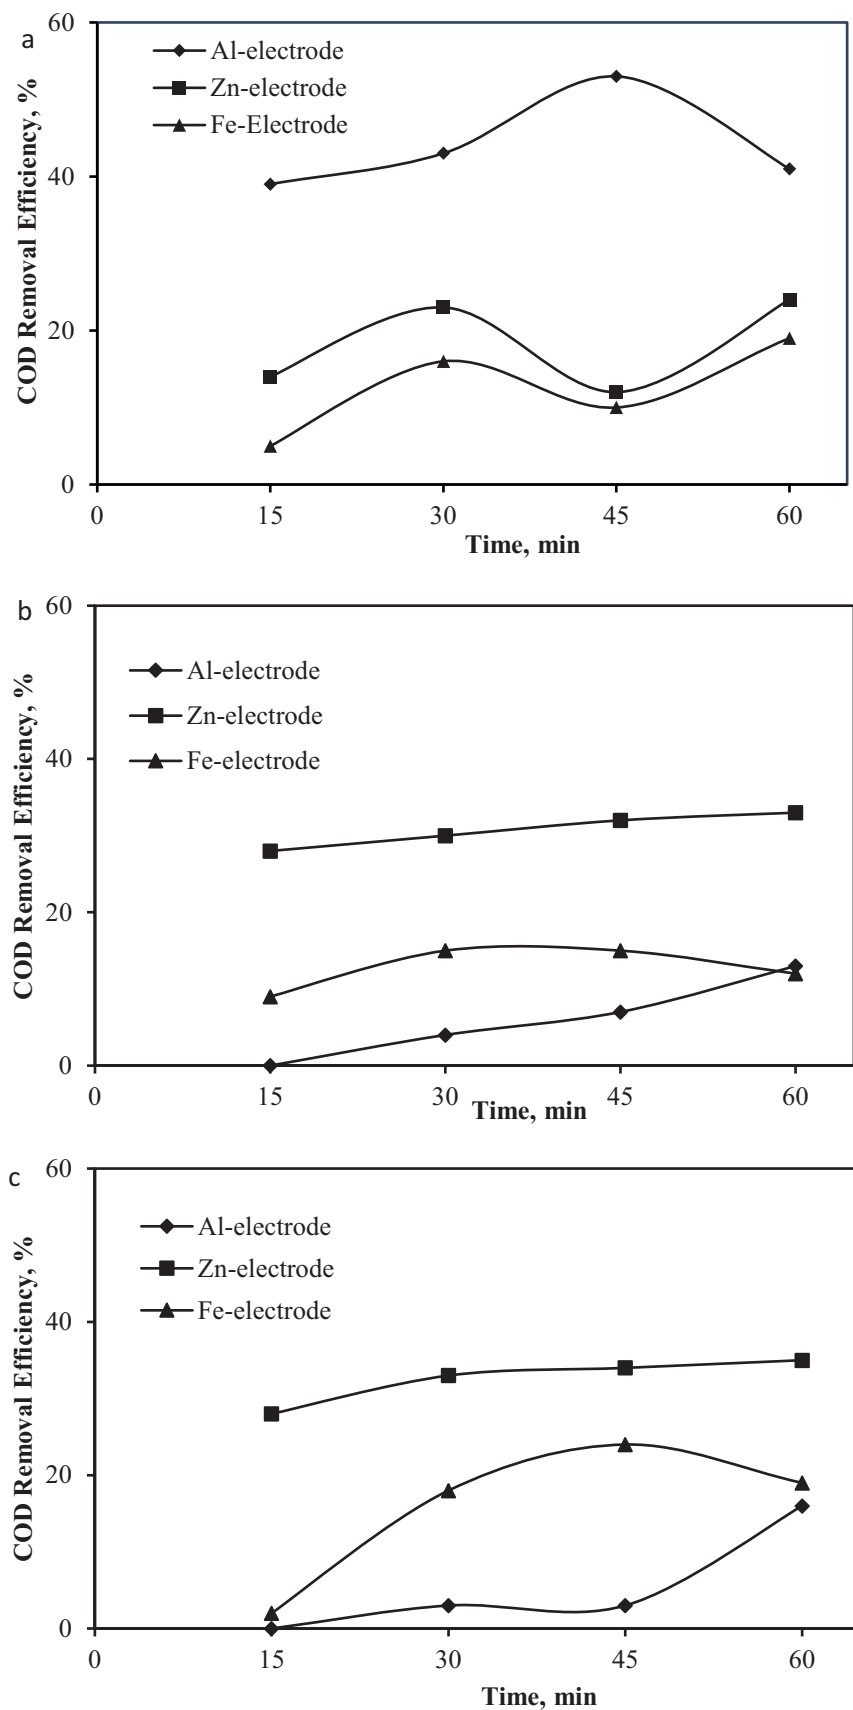 a
60
40
20
0
COD Removal Efficiency, %
Al-electrode
Zn-electrode
Fe-Electrode
0 15 30 45 60
Time, min
b
60
40
20
0
COD Removal Efficiency, %
Al-electrode
Zn-electrode
Fe-electrode
0 15 30 45 60
Time, min
c
60
40
20
0
COD Removal Efficiency, %
Al-electrode
Zn-electrode
Fe-electrode
0 15 30 45 60
Time, min